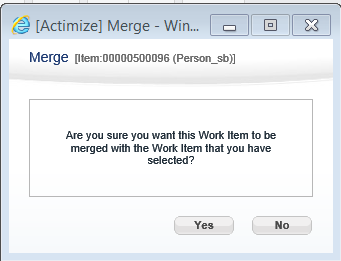 [Actimize] Merge - Win...
Merge [Item:00000500096 (Person_sb)]
Are you sure you want this Work Item to be
merged with the Work Item that you have
selected?
Yes No